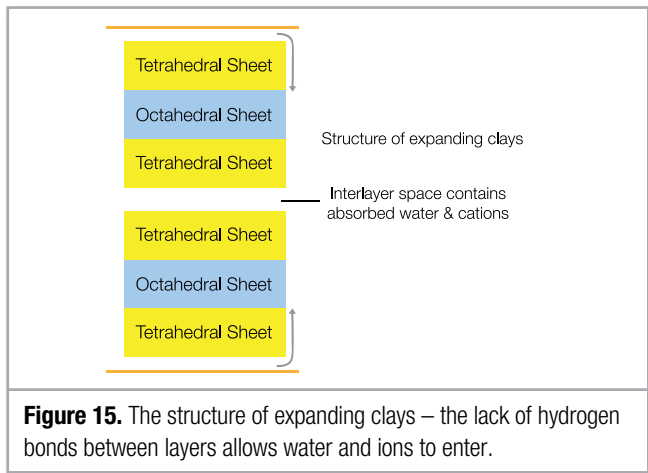 Tetrahedral Sheet
Octahedral Sheet
Structure of expanding clays
Tetrahedral Sheet
Interlayer space contains
absorbed water & cations
Tetrahedral Sheet
Octahedral Sheet
Tetrahedral Sheet
Figure 15. The structure of expanding clays – the lack of hydrogen
bonds between layers allows water and ions to enter.